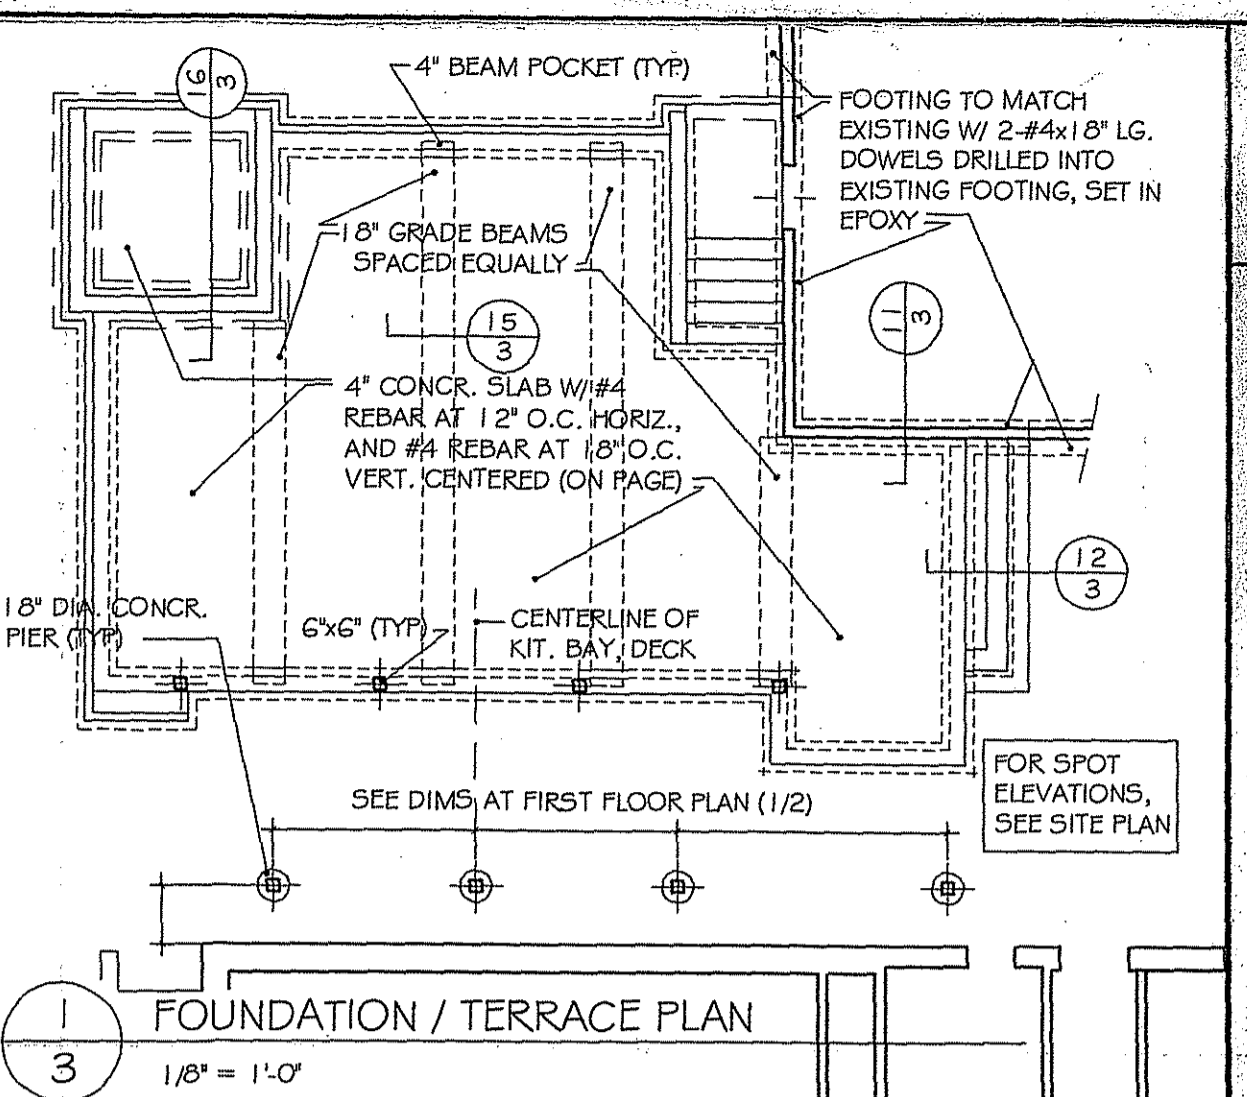 16
3
4" BEAM POCKET (TYP.)
FOOTING TO MATCH
EXISTING W/ 2-#4x18" LG.
DOWELS DRILLED INTO
EXISTING FOOTING, SET IN
EPOXY
18" GRADE BEAMS
SPACED EQUALLY
15
3
11
3
4" CONCR. SLAB W/ #4
REBAR AT 12" O.C. HORIZ.,
AND #4 REBAR AT 18" O.C.
VERT. CENTERED (ON PAGE)
12
3
18" DIA. CONCR.
PIER (TYP)
6"x6" (TYP)
CENTERLINE OF
KIT. BAY, DECK
FOR SPOT
ELEVATIONS,
SEE SITE PLAN
SEE DIMS AT FIRST FLOOR PLAN (1/2)
1
3
FOUNDATION / TERRACE PLAN
1/8" = 1'-0"